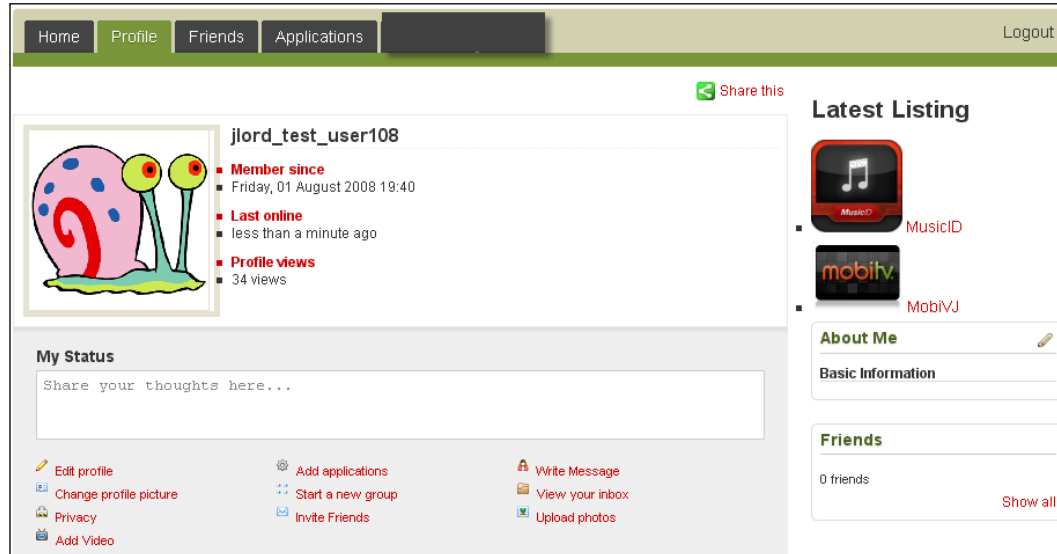 Home Profile Friends Applications
Logout
Share this
jlord_test_user108
Member since
Friday, 01 August 2008 19:40
Last online
less than a minute ago
Profile views
34 views
My Status
Share your thoughts here...
Edit profile
Change profile picture
Privacy
Add Video
Add applications
Start a new group
Invite Friends
Write Message
View your inbox
Upload photos
Latest Listing
MusicID
MusicID
mobitv
MobiVJ
About Me
Basic Information
Friends
0 friends
Show all